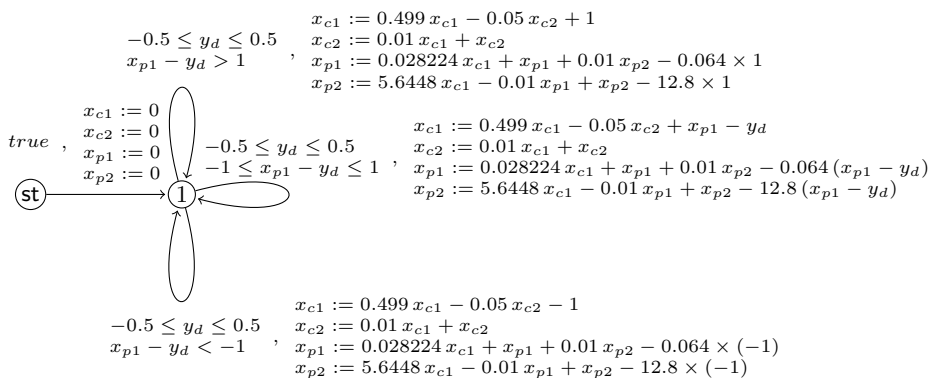 −0.5 ≤ y_d ≤ 0.5
x_{p1} − y_d > 1 ,
x_{c1} := 0.499 x_{c1} − 0.05 x_{c2} + 1
x_{c2} := 0.01 x_{c1} + x_{c2}
x_{p1} := 0.028224 x_{c1} + x_{p1} + 0.01 x_{p2} − 0.064 × 1
x_{p2} := 5.6448 x_{c1} − 0.01 x_{p1} + x_{p2} − 12.8 × 1
true ,
x_{c1} := 0
x_{c2} := 0
x_{p1} := 0
x_{p2} := 0
−0.5 ≤ y_d ≤ 0.5
−1 ≤ x_{p1} − y_d ≤ 1 ,
x_{c1} := 0.499 x_{c1} − 0.05 x_{c2} + x_{p1} − y_d
x_{c2} := 0.01 x_{c1} + x_{c2}
x_{p1} := 0.028224 x_{c1} + x_{p1} + 0.01 x_{p2} − 0.064 (x_{p1} − y_d)
x_{p2} := 5.6448 x_{c1} − 0.01 x_{p1} + x_{p2} − 12.8 (x_{p1} − y_d)
st
1
−0.5 ≤ y_d ≤ 0.5
x_{p1} − y_d < −1 ,
x_{c1} := 0.499 x_{c1} − 0.05 x_{c2} − 1
x_{c2} := 0.01 x_{c1} + x_{c2}
x_{p1} := 0.028224 x_{c1} + x_{p1} + 0.01 x_{p2} − 0.064 × (−1)
x_{p2} := 5.6448 x_{c1} − 0.01 x_{p1} + x_{p2} − 12.8 × (−1)